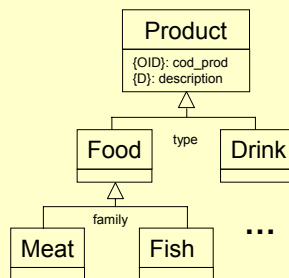 Product
{OID}: cod_prod
{D}: description
type
Food
Drink
family
...
Meat
Fish